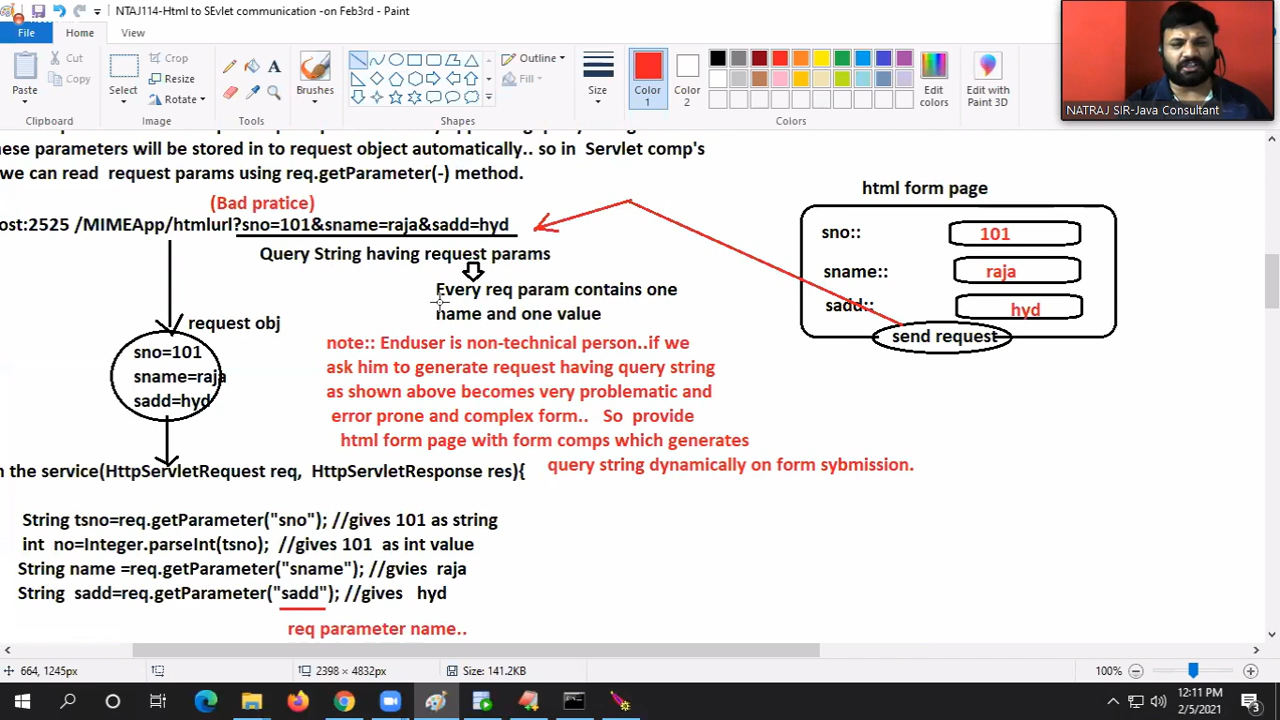 NTAJ114-Html to SEvlet communication -on Feb3rd - Paint
File
Home
View
Paste
Cut
Copy
Clipboard
Select
Crop
Resize
Rotate
Image
A
Tools
Brushes
Outline
Fill
Shapes
Size
Color 1
Color 2
Colors
Edit colors
Edit with Paint 3D
NATRAJ SIR-Java Consultant
these parameters will be stored in to request object automatically.. so in Servlet comp's
we can read request params using req.getParameter(-) method.
(Bad pratice)
ost:2525 /MIMEApp/htmlurl?sno=101&sname=raja&sadd=hyd
Query String having request params
Every req param contains one
name and one value
request obj
sno=101
sname=raja
sadd=hyd
note:: Enduser is non-technical person..if we
ask him to generate request having query string
as shown above becomes very problematic and
error prone and complex form.. So provide
html form page with form comps which generates
query string dynamically on form sybmission.
html form page
sno:: 101
sname:: raja
sadd:: hyd
send request
n the service(HttpServletRequest req, HttpServletResponse res){
String tsno=req.getParameter("sno"); //gives 101 as string
int no=Integer.parseInt(tsno); //gives 101 as int value
String name =req.getParameter("sname"); //gvies raja
String sadd=req.getParameter("sadd"); //gives hyd
req parameter name..
664, 1245px
2398 × 4832px
Size: 141.2KB
100%
12:11 PM
2/5/2021
3